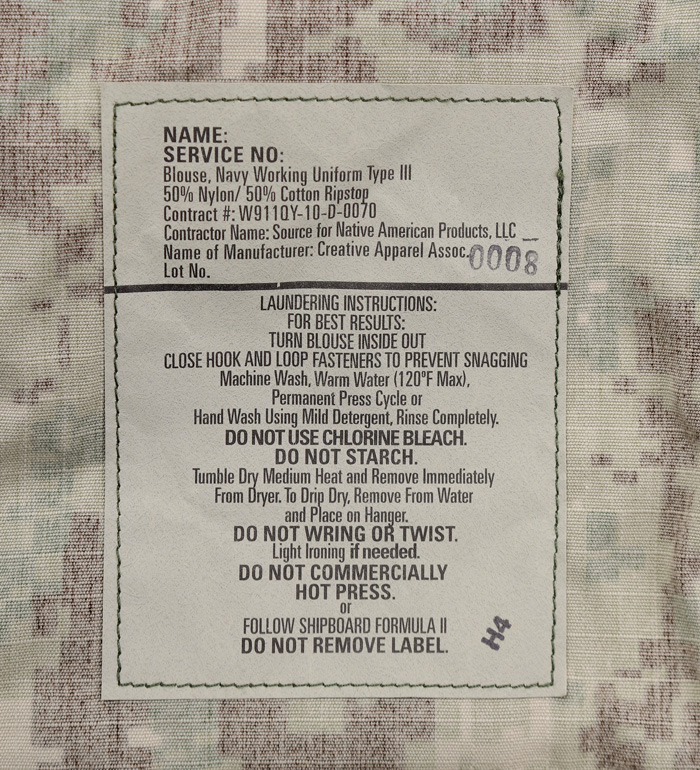 NAME:
SERVICE NO:
Blouse, Navy Working Uniform Type III
50% Nylon/ 50% Cotton Ripstop
Contract #: W911QY-10-D-0070
Contractor Name: Source for Native American Products, LLC
Name of Manufacturer: Creative Apparel Assoc.
0008
Lot No.
LAUNDERING INSTRUCTIONS:
FOR BEST RESULTS:
TURN BLOUSE INSIDE OUT
CLOSE HOOK AND LOOP FASTENERS TO PREVENT SNAGGING
Machine Wash, Warm Water (120°F Max),
Permanent Press Cycle or
Hand Wash Using Mild Detergent, Rinse Completely.
DO NOT USE CHLORINE BLEACH.
DO NOT STARCH.
Tumble Dry Medium Heat and Remove Immediately
From Dryer. To Drip Dry, Remove From Water
and Place on Hanger.
DO NOT WRING OR TWIST.
Light Ironing if needed.
DO NOT COMMERCIALLY
HOT PRESS.
or
FOLLOW SHIPBOARD FORMULA II
DO NOT REMOVE LABEL.
H4